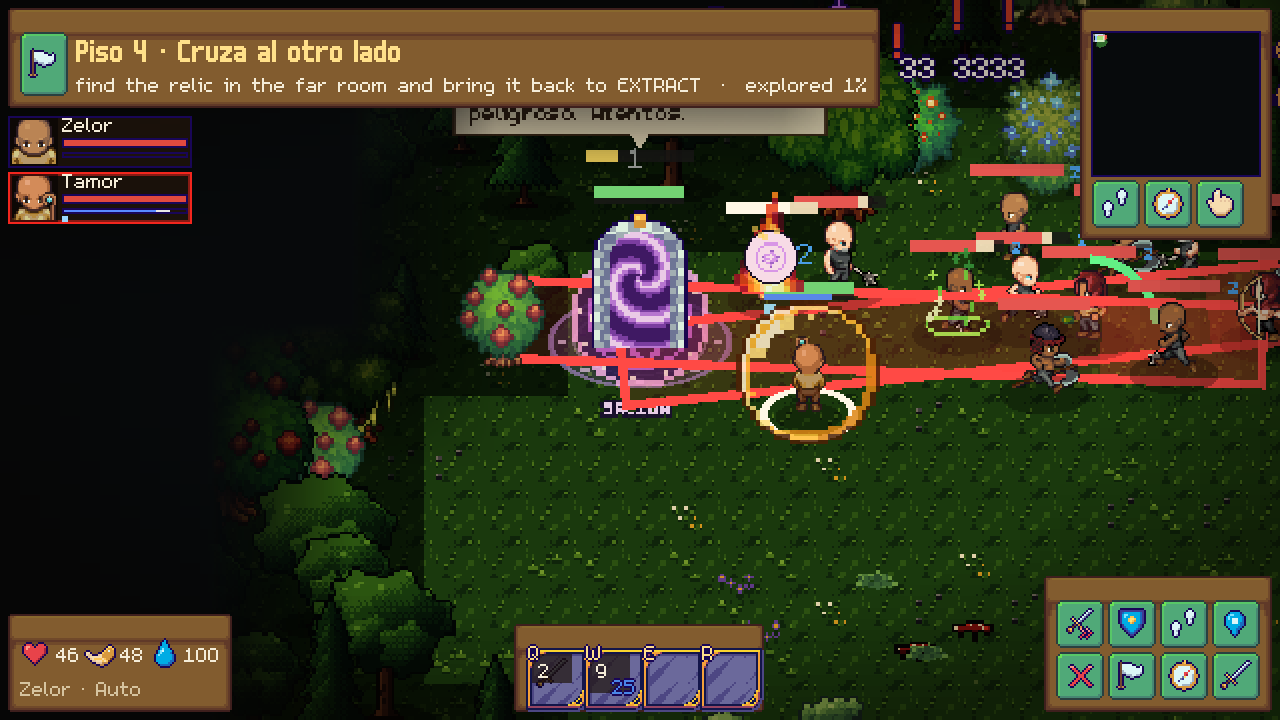 Piso 4 · Cruza al otro lado
find the relic in the far room and bring it back to EXTRACT · explored 1%
33 3333
Zelor
Tamor
1
2
2
46 48 100
Zelor · Auto
Q W E R
2 9
25